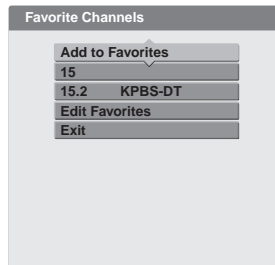 Favorite Channels
Add to Favorites
15
15.2 KPBS-DT
Edit Favorites
Exit